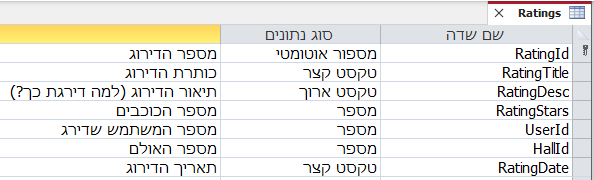 Ratings
שם שדה סוג נתונים
RatingId מספור אוטומטי מספר הדירוג
RatingTitle טקסט קצר כותרת הדירוג
RatingDesc טקסט ארוך תיאור הדירוג (למה דירגת כך?)
RatingStars מספר מספר הכוכבים
UserId מספר מספר המשתמש שדירג
HallId מספר מספר האולם
RatingDate טקסט קצר תאריך הדירוג